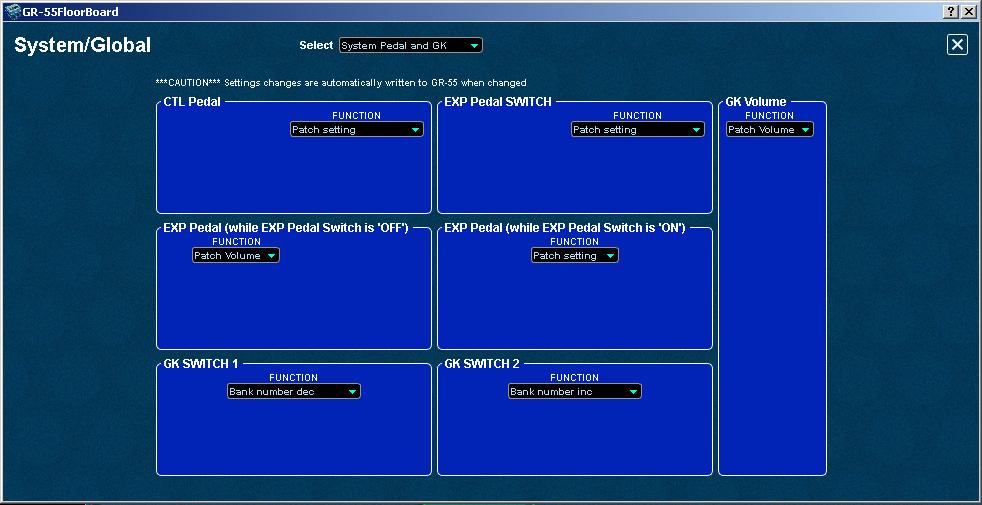 GR-55FloorBoard
System/Global
Select System Pedal and GK
***CAUTION*** Settings changes are automatically written to GR-55 when changed
CTL Pedal
FUNCTION
Patch setting
EXP Pedal SWITCH
FUNCTION
Patch setting
GK Volume
FUNCTION
Patch Volume
EXP Pedal (while EXP Pedal Switch is 'OFF')
FUNCTION
Patch Volume
EXP Pedal (while EXP Pedal Switch is 'ON')
FUNCTION
Patch setting
GK SWITCH 1
FUNCTION
Bank number dec
GK SWITCH 2
FUNCTION
Bank number inc